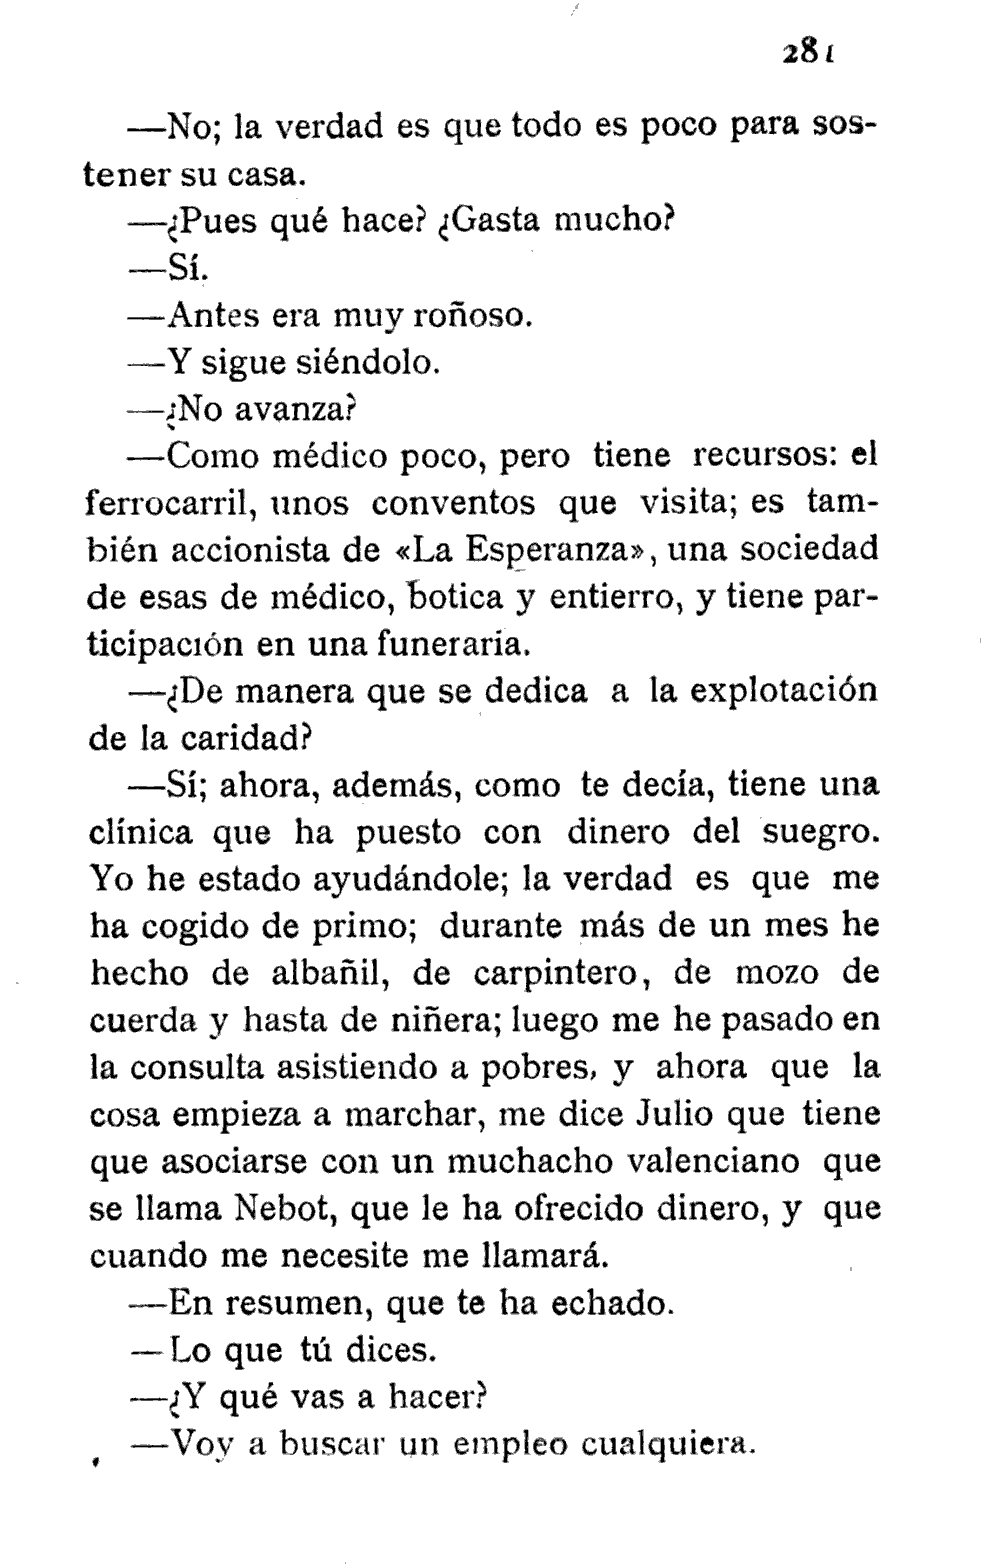 281
—No; la verdad es que todo es poco para sos-
tener su casa.
—¿Pues qué hace? ¿Gasta mucho?
—Sí.
—Antes era muy roñoso.
—Y sigue siéndolo.
—¿No avanza?
—Como médico poco, pero tiene recursos: el
ferrocarril, unos conventos que visita; es tam-
bién accionista de «La Esperanza», una sociedad
de esas de médico, botica y entierro, y tiene par-
ticipación en una funeraria.
—¿De manera que se dedica a la explotación
de la caridad?
—Sí; ahora, además, como te decía, tiene una
clínica que ha puesto con dinero del suegro.
Yo he estado ayudándole; la verdad es que me
ha cogido de primo; durante más de un mes he
hecho de albañil, de carpintero, de mozo de
cuerda y hasta de niñera; luego me he pasado en
la consulta asistiendo a pobres, y ahora que la
cosa empieza a marchar, me dice Julio que tiene
que asociarse con un muchacho valenciano que
se llama Nebot, que le ha ofrecido dinero, y que
cuando me necesite me llamará.
—En resumen, que te ha echado.
—Lo que tú dices.
—¿Y qué vas a hacer?
—Voy a buscar un empleo cualquiera.